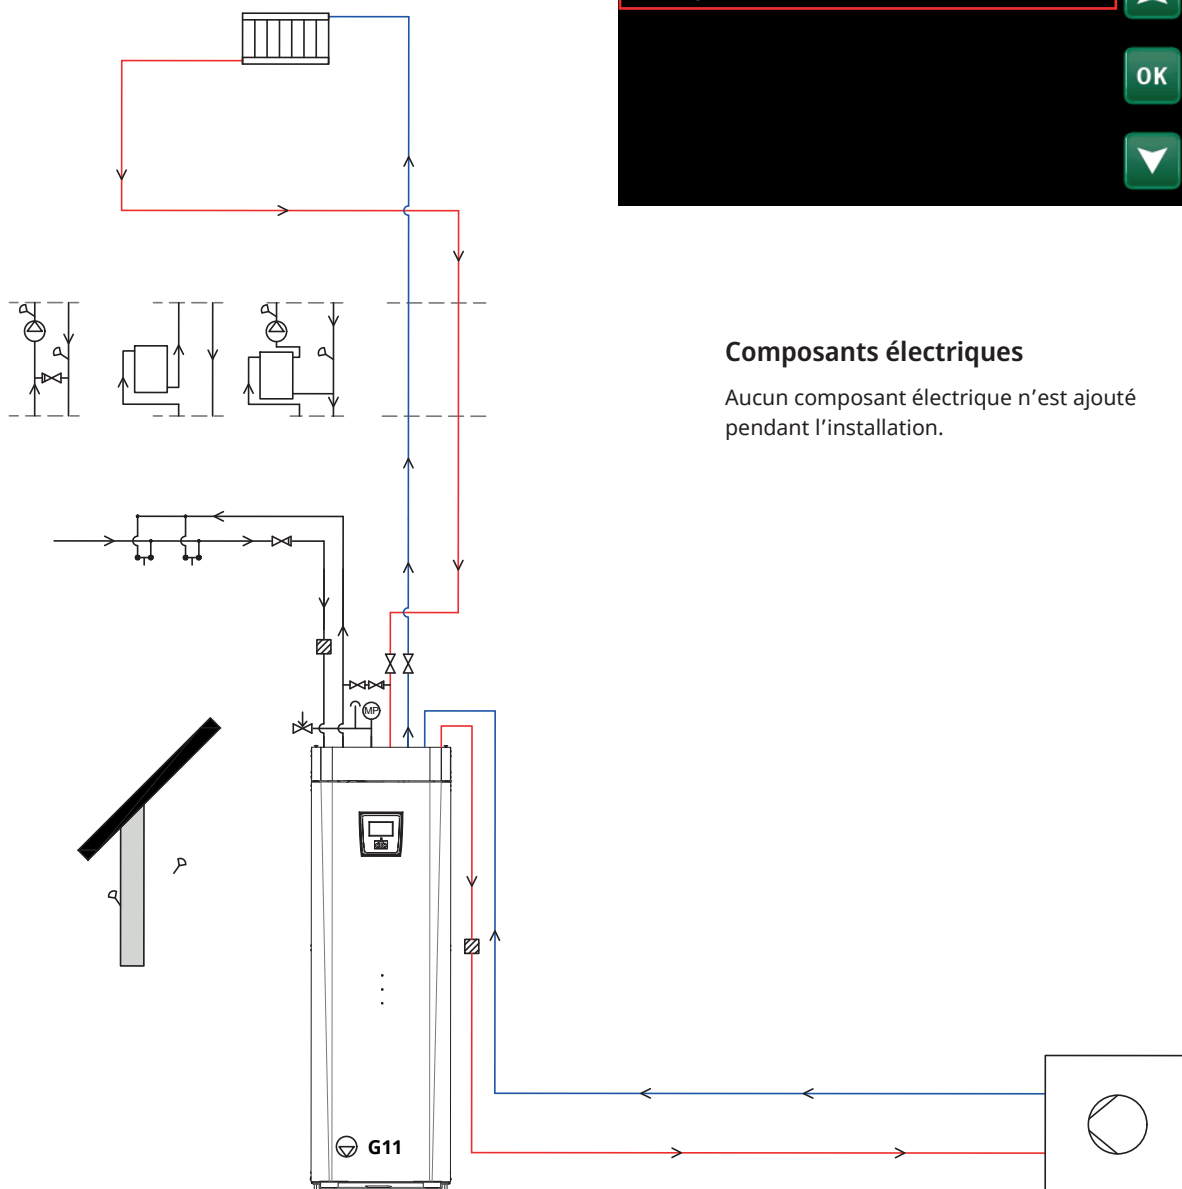 OK
Composants électriques
Aucun composant électrique n’est ajouté
pendant l’installation.
MP
G11